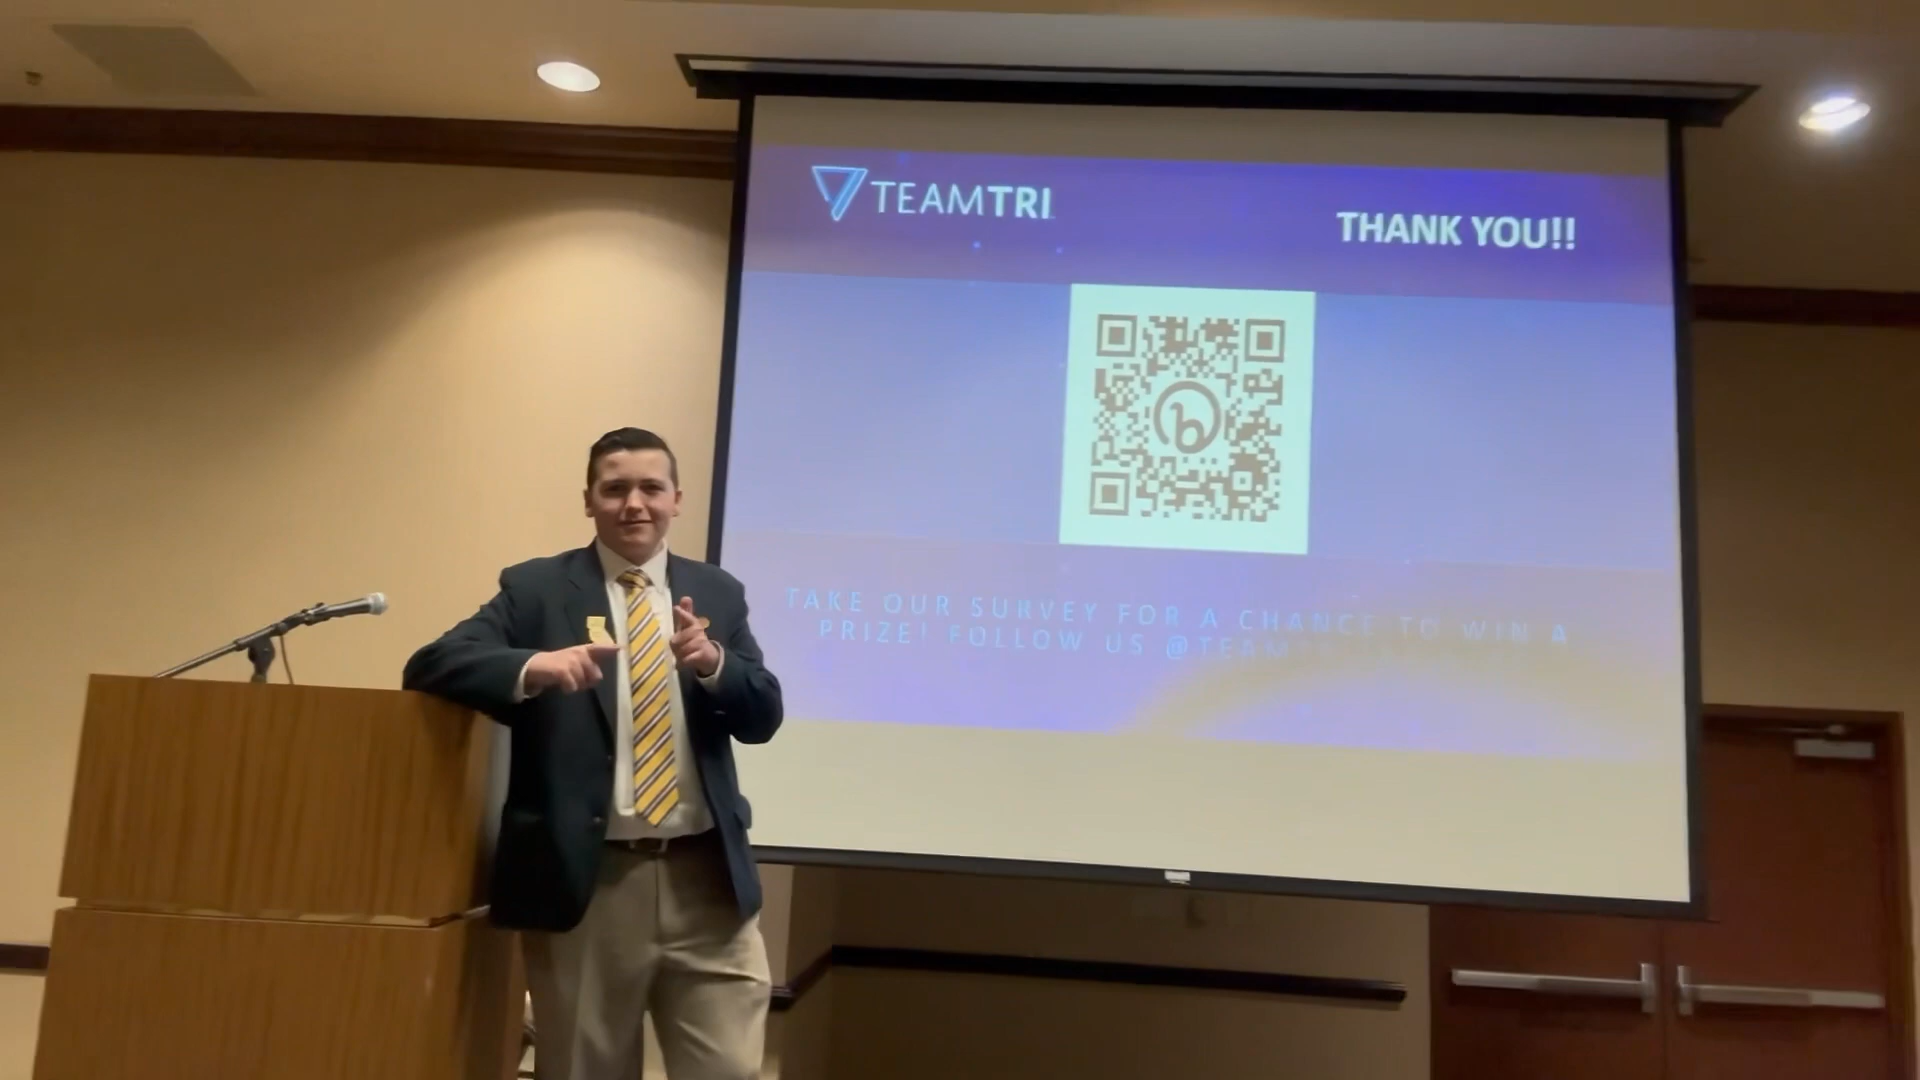 TEAMTRI
THANK YOU!!
b
TAKE OUR SURVEY FOR A CHANCE TO WIN A
PRIZE! FOLLOW US